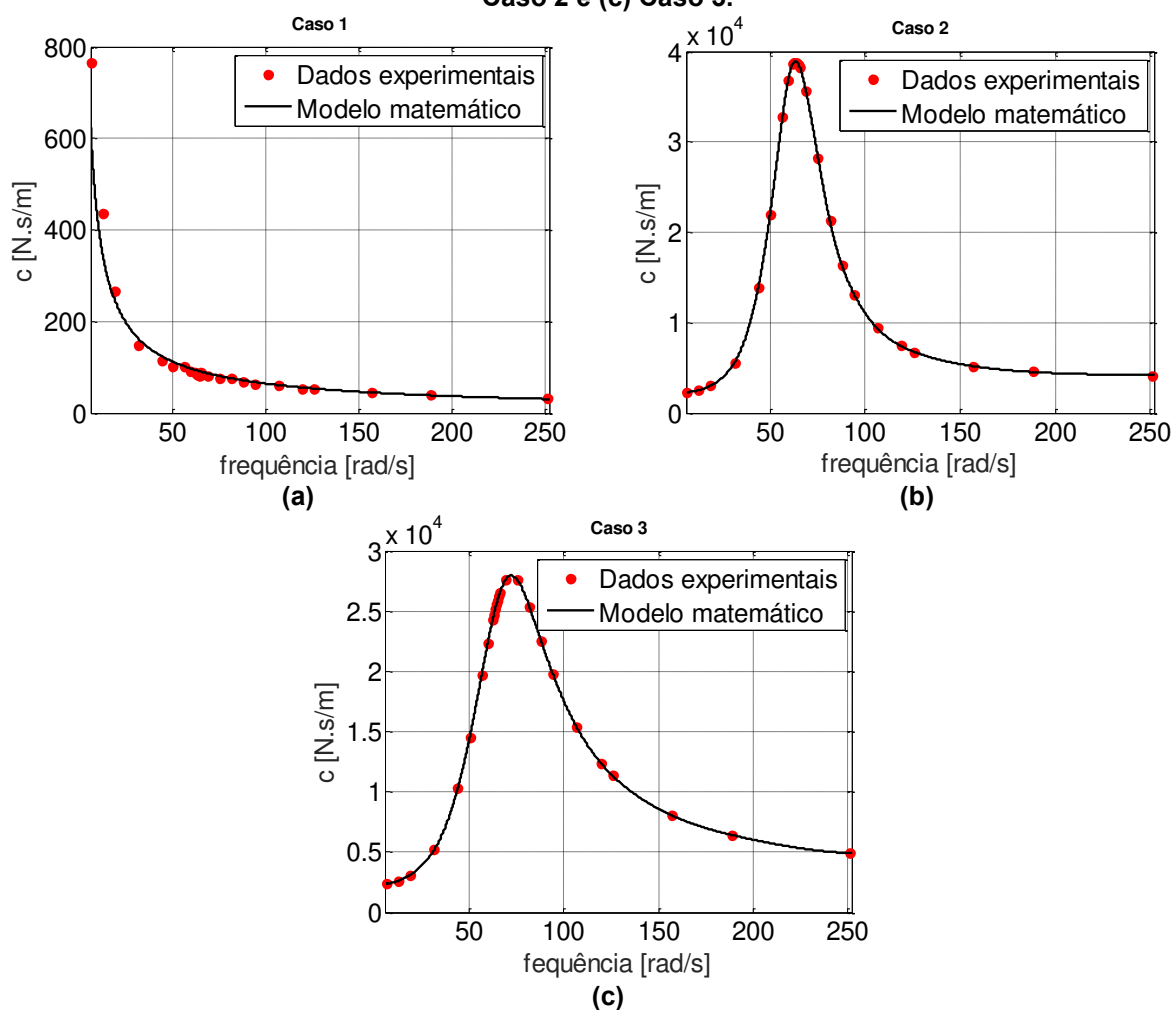 Caso 2 e (c) Caso 3.
Caso 1
800
600
400
200
0
50
100
150
200
250
c [N.s/m]
frequência [rad/s]
Dados experimentais
Modelo matemático
(a)
Caso 2
x 10^4
4
3
2
1
0
50
100
150
200
250
c [N.s/m]
frequência [rad/s]
Dados experimentais
Modelo matemático
(b)
Caso 3
x 10^4
3
2.5
2
1.5
1
0.5
0
50
100
150
200
250
c [N.s/m]
fequência [rad/s]
Dados experimentais
Modelo matemático
(c)